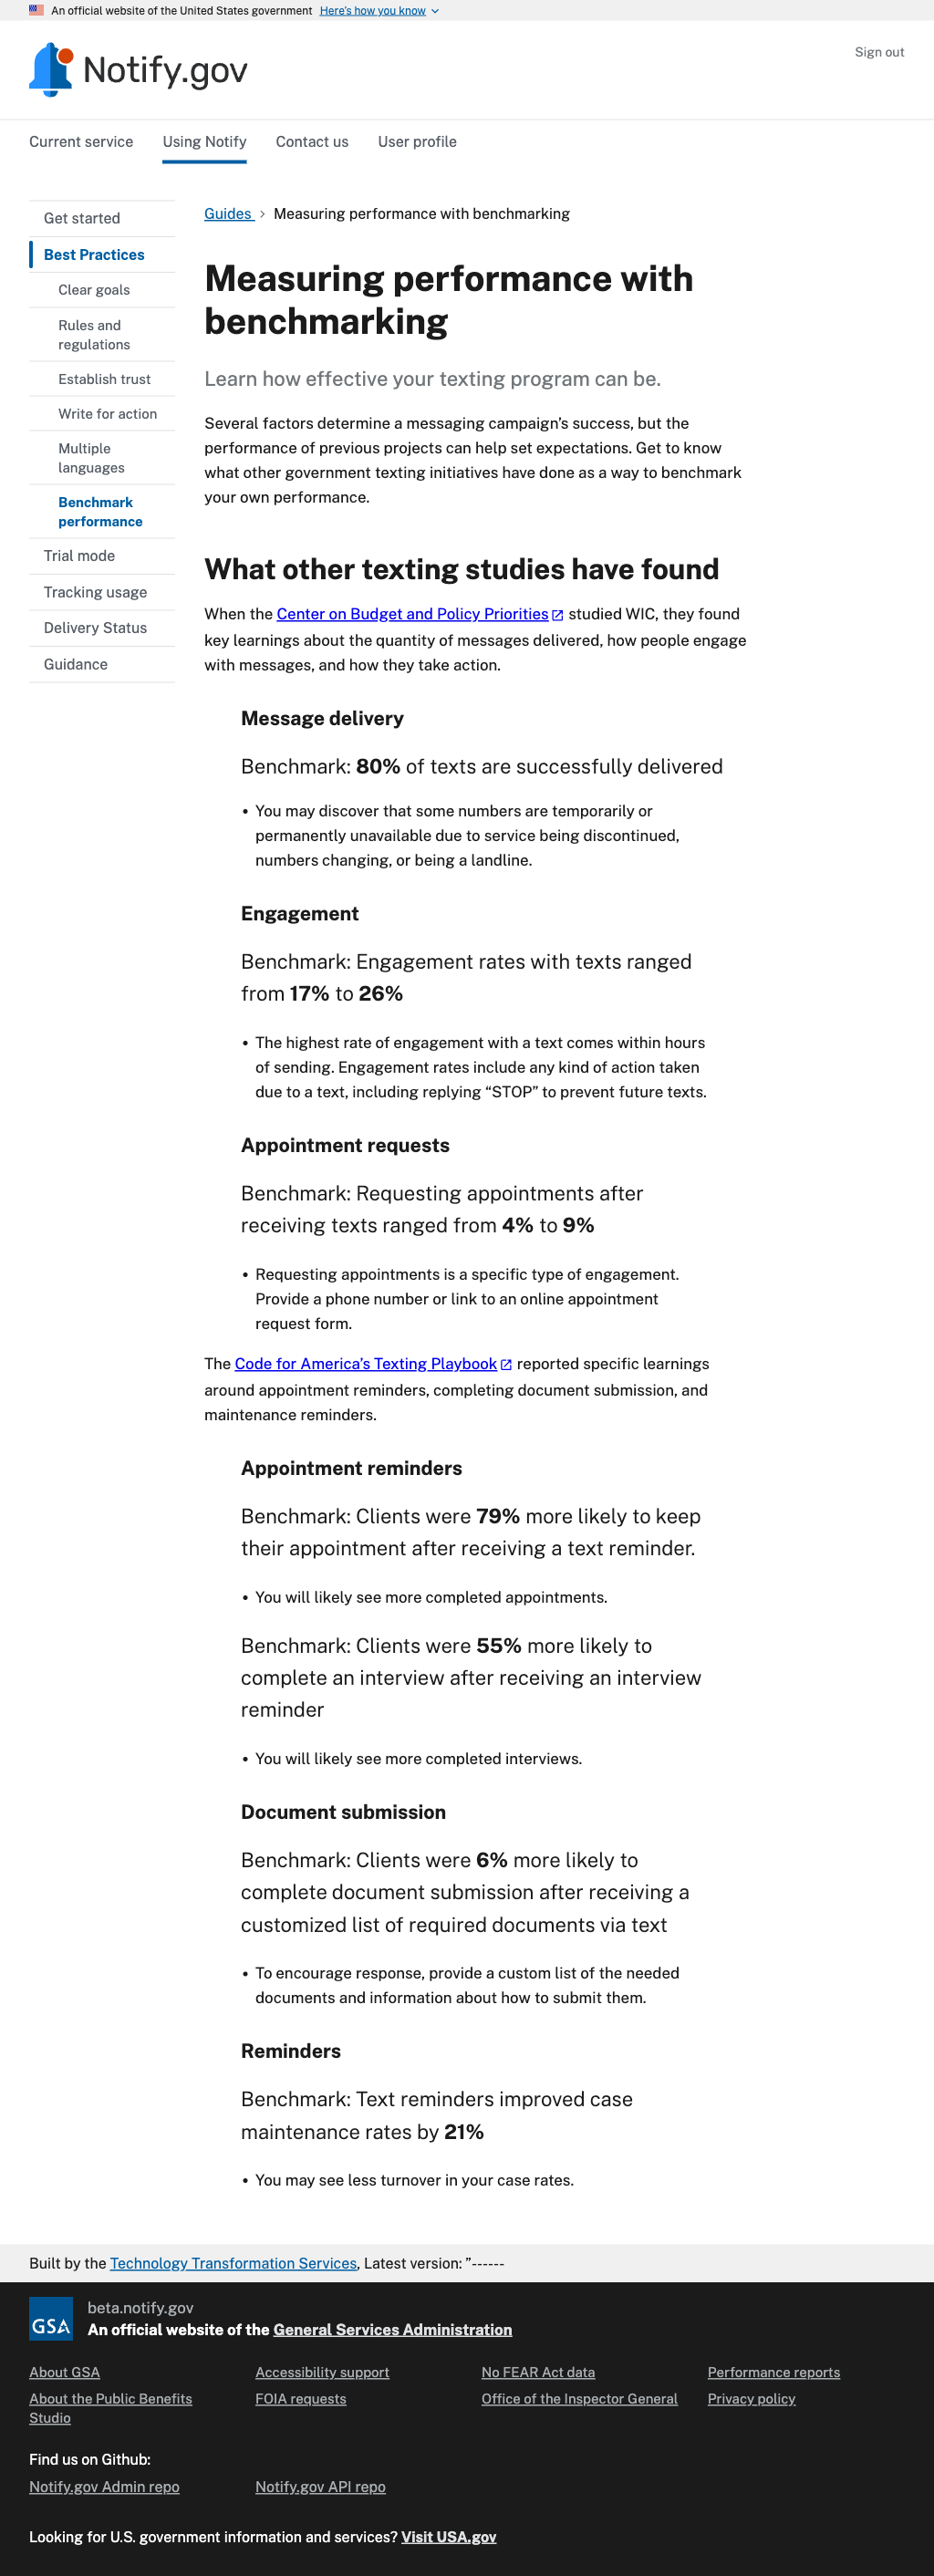 An official website of the United States government Here's how you know
Notify.gov
Sign out
Current service
Using Notify
Contact us
User profile
Get started
Best Practices
Clear goals
Rules and
regulations
Establish trust
Write for action
Multiple
languages
Benchmark
performance
Trial mode
Tracking usage
Delivery Status
Guidance
Guides > Measuring performance with benchmarking
Measuring performance with
benchmarking
Learn how effective your texting program can be.
Several factors determine a messaging campaign's success, but the
performance of previous projects can help set expectations. Get to know
what other government texting initiatives have done as a way to benchmark
your own performance.
What other texting studies have found
When the Center on Budget and Policy Priorities studied WIC, they found
key learnings about the quantity of messages delivered, how people engage
with messages, and how they take action.
Message delivery
Benchmark: 80% of texts are successfully delivered
• You may discover that some numbers are temporarily or
permanently unavailable due to service being discontinued,
numbers changing, or being a landline.
Engagement
Benchmark: Engagement rates with texts ranged
from 17% to 26%
• The highest rate of engagement with a text comes within hours
of sending. Engagement rates include any kind of action taken
due to a text, including replying “STOP” to prevent future texts.
Appointment requests
Benchmark: Requesting appointments after
receiving texts ranged from 4% to 9%
• Requesting appointments is a specific type of engagement.
Provide a phone number or link to an online appointment
request form.
The Code for America’s Texting Playbook reported specific learnings
around appointment reminders, completing document submission, and
maintenance reminders.
Appointment reminders
Benchmark: Clients were 79% more likely to keep
their appointment after receiving a text reminder.
• You will likely see more completed appointments.
Benchmark: Clients were 55% more likely to
complete an interview after receiving an interview
reminder
• You will likely see more completed interviews.
Document submission
Benchmark: Clients were 6% more likely to
complete document submission after receiving a
customized list of required documents via text
• To encourage response, provide a custom list of the needed
documents and information about how to submit them.
Reminders
Benchmark: Text reminders improved case
maintenance rates by 21%
• You may see less turnover in your case rates.
Built by the Technology Transformation Services, Latest version: ”------
GSA
beta.notify.gov
An official website of the General Services Administration
About GSA
Accessibility support
No FEAR Act data
Performance reports
About the Public Benefits
Studio
FOIA requests
Office of the Inspector General
Privacy policy
Find us on Github:
Notify.gov Admin repo
Notify.gov API repo
Looking for U.S. government information and services? Visit USA.gov